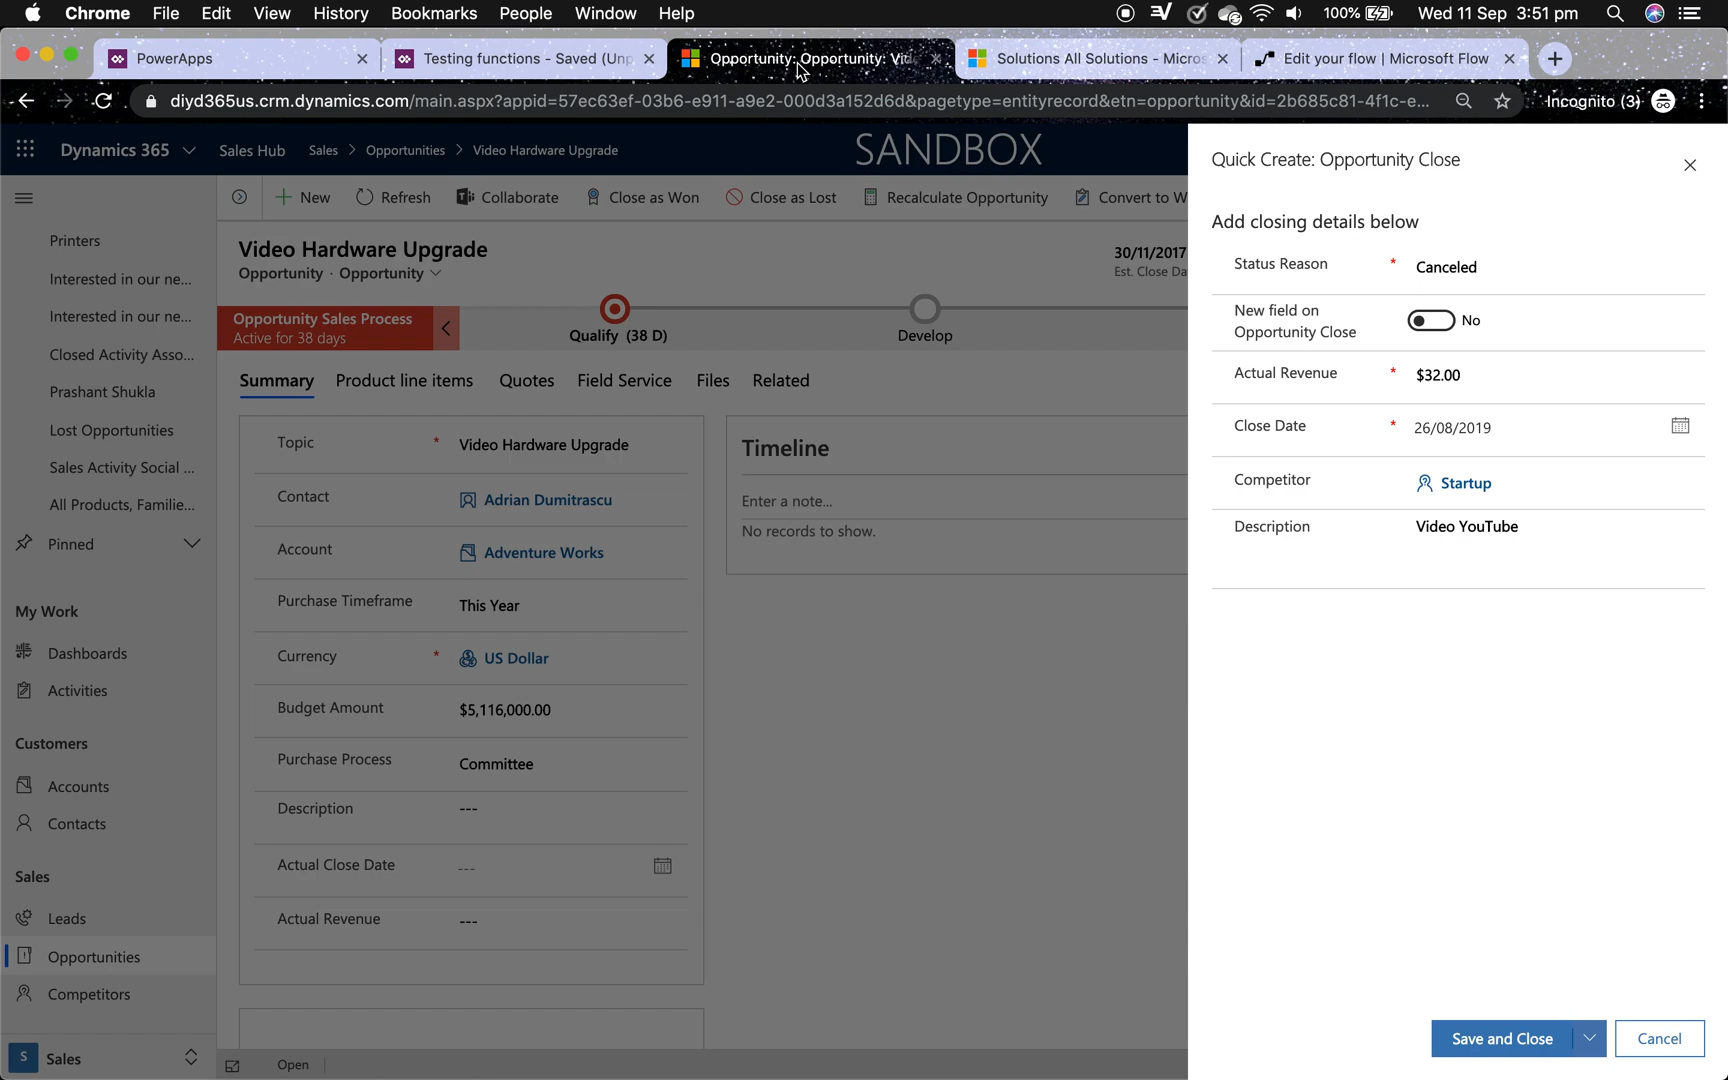 Chrome File Edit View History Bookmarks People Window Help 100% Wed 11 Sep 3:51 pm
PowerApps
Testing functions - Saved (Unp
Opportunity: Opportunity: Vid
Solutions All Solutions - Micros
Edit your flow | Microsoft Flow
diyd365us.crm.dynamics.com/main.aspx?appid=57ec63ef-03b6-e911-a9e2-000d3a152d6d&pagetype=entityrecord&etn=opportunity&id=2b685c81-4f1c-e...
Incognito (3)
Dynamics 365 Sales Hub Sales > Opportunities > Video Hardware Upgrade
SANDBOX
New Refresh Collaborate Close as Won Close as Lost Recalculate Opportunity Convert to W
Printers
Interested in our ne...
Interested in our ne...
Closed Activity Asso...
Prashant Shukla
Lost Opportunities
Sales Activity Social ...
All Products, Familie...
Pinned
My Work
Dashboards
Activities
Customers
Accounts
Contacts
Sales
Leads
Opportunities
Competitors
S Sales
Video Hardware Upgrade
Opportunity · Opportunity
30/11/2017
Est. Close Da
Opportunity Sales Process
Active for 38 days
Qualify (38 D)
Develop
Summary Product line items Quotes Field Service Files Related
Topic * Video Hardware Upgrade
Contact Adrian Dumitrascu
Account Adventure Works
Purchase Timeframe This Year
Currency * US Dollar
Budget Amount $5,116,000.00
Purchase Process Committee
Description ---
Actual Close Date ---
Actual Revenue ---
Timeline
Enter a note...
No records to show.
Open
Quick Create: Opportunity Close
Add closing details below
Status Reason * Canceled
New field on
Opportunity Close
No
Actual Revenue * $32.00
Close Date * 26/08/2019
Competitor Startup
Description Video YouTube
Save and Close
Cancel